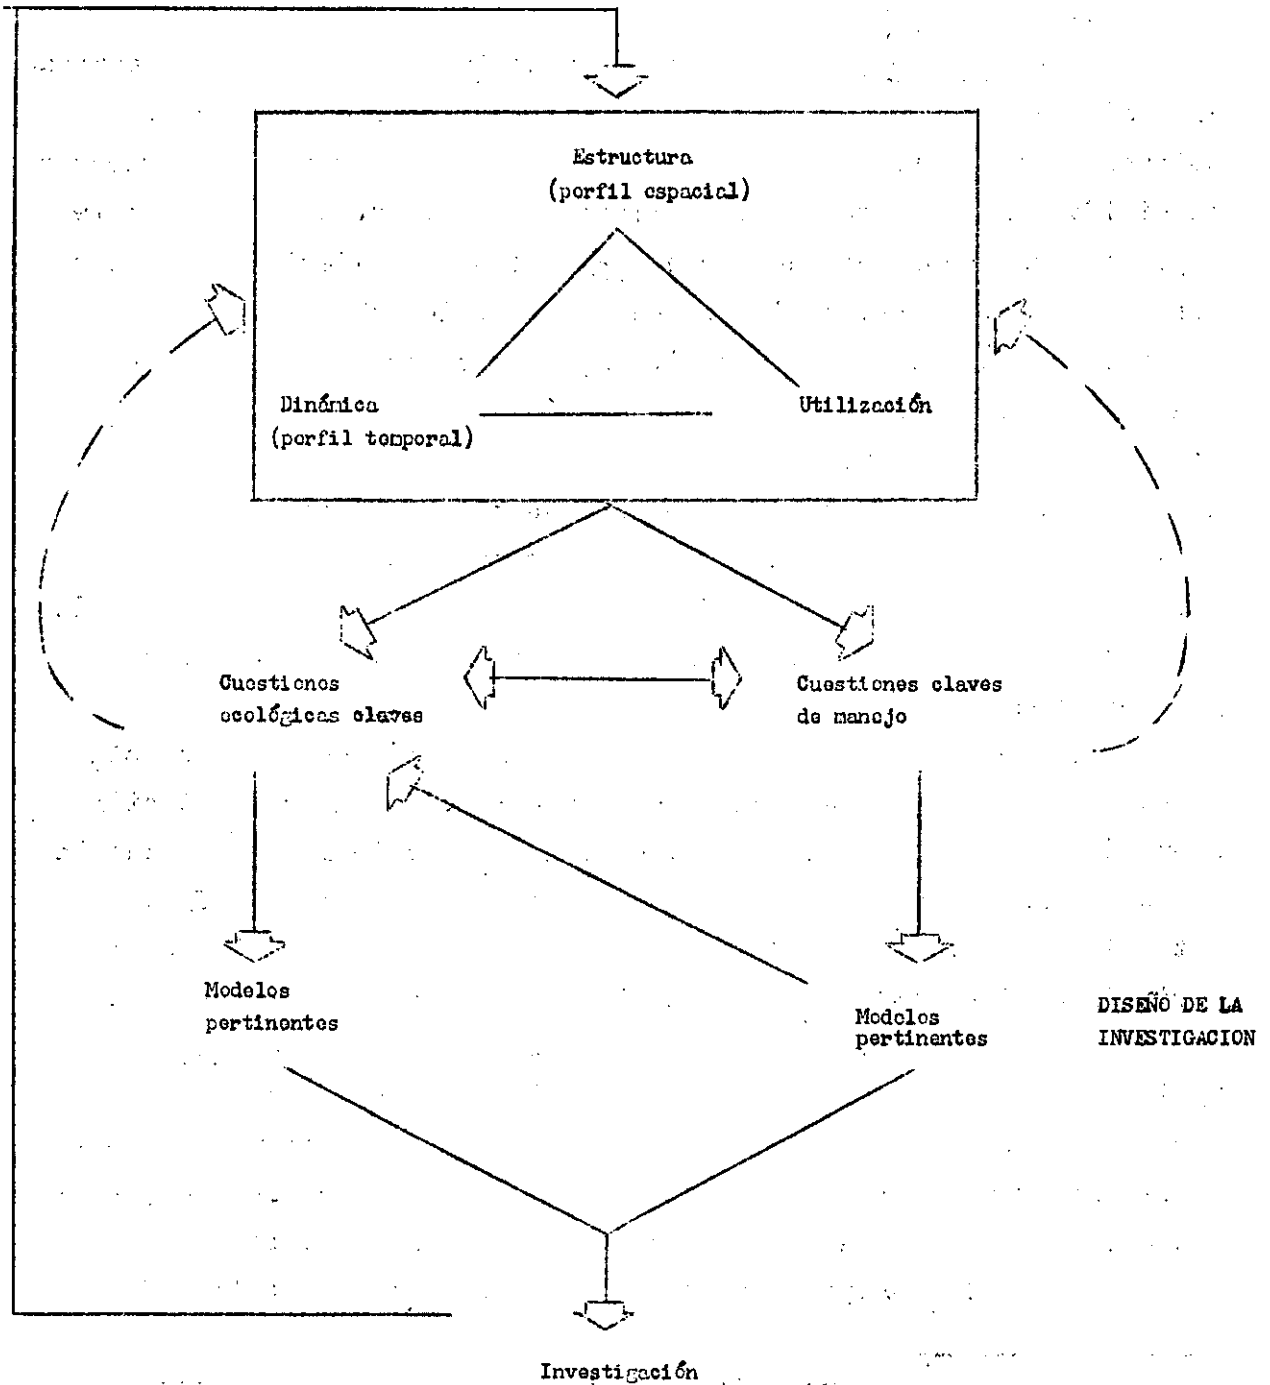 Estructura
(perfil espacial)
Dinámica
(perfil temporal)
Utilización
Cuestiones
ecológicas claves
Cuestiones claves
de manejo
Modelos
pertinentes
Modelos
pertinentes
DISEÑO DE LA
INVESTIGACION
Investigación